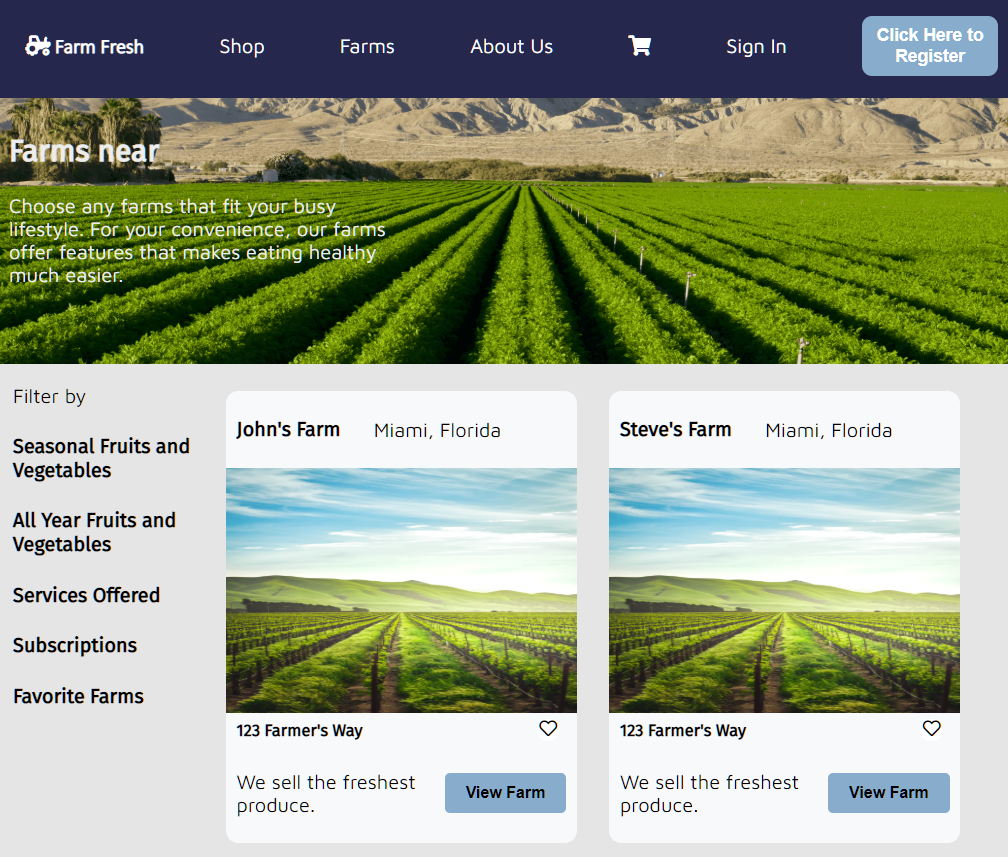 Farm Fresh
Shop
Farms
About Us
Sign In
Click Here to
Register
Farms near
Choose any farms that fit your busy
lifestyle. For your convenience, our farms
offer features that makes eating healthy
much easier.
Filter by
Seasonal Fruits and
Vegetables
All Year Fruits and
Vegetables
Services Offered
Subscriptions
Favorite Farms
John's Farm
Miami, Florida
123 Farmer's Way
We sell the freshest
produce.
View Farm
Steve's Farm
Miami, Florida
123 Farmer's Way
We sell the freshest
produce.
View Farm